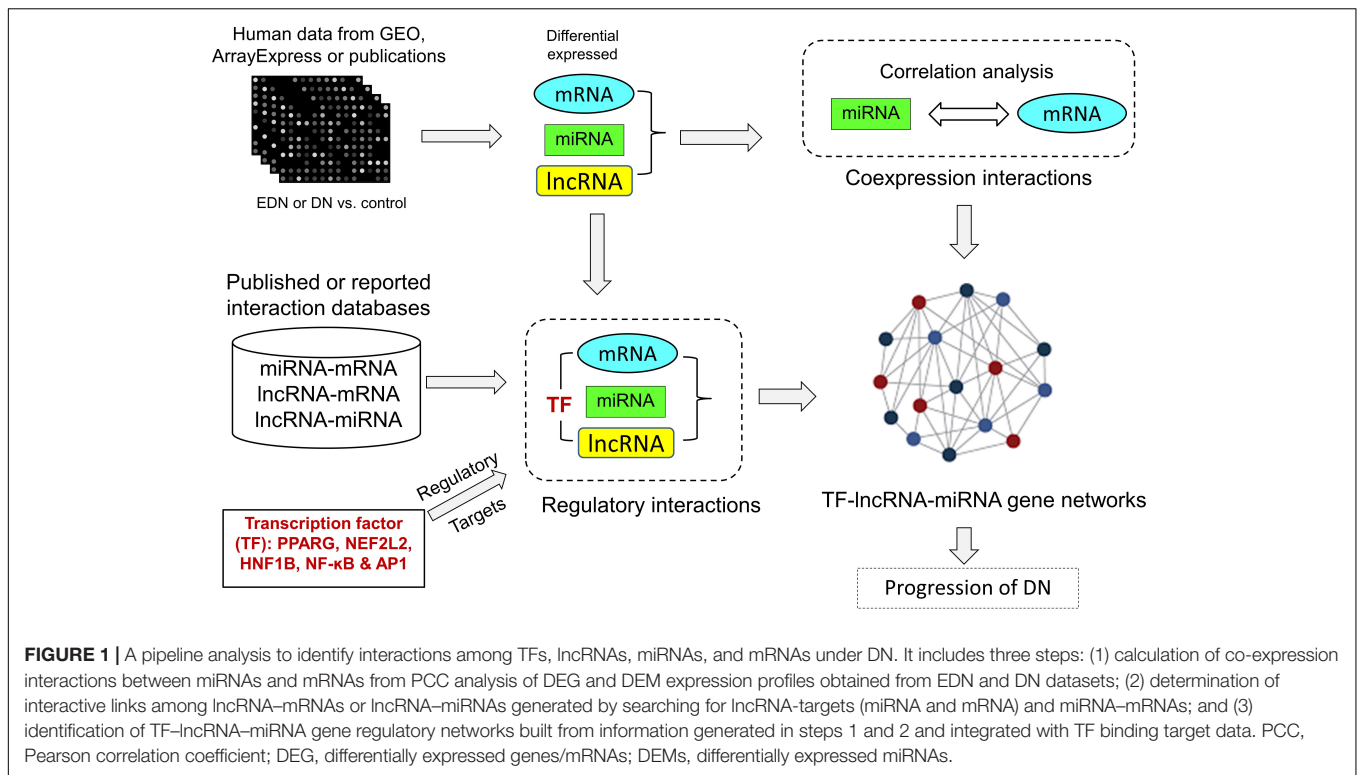 Human data from GEO,
ArrayExpress or publications
EDN or DN vs. control
Differential
expressed
mRNA
miRNA
lncRNA
Correlation analysis
miRNA
mRNA
Coexpression interactions
Published or reported
interaction databases
miRNA-mRNA
lncRNA-mRNA
lncRNA-miRNA
TF
mRNA
miRNA
lncRNA
Regulatory interactions
Regulatory
Targets
Transcription factor
(TF): PPARG, NEF2L2,
HNF1B, NF-κB & AP1
TF-lncRNA-miRNA gene networks
Progression of DN
FIGURE 1 | A pipeline analysis to identify interactions among TFs, lncRNAs, miRNAs, and mRNAs under DN. It includes three steps: (1) calculation of co-expression
interactions between miRNAs and mRNAs from PCC analysis of DEG and DEM expression profiles obtained from EDN and DN datasets; (2) determination of
interactive links among lncRNA–mRNAs or lncRNA–miRNAs generated by searching for lncRNA-targets (miRNA and mRNA) and miRNA–mRNAs; and (3)
identification of TF–lncRNA–miRNA gene regulatory networks built from information generated in steps 1 and 2 and integrated with TF binding target data. PCC,
Pearson correlation coefficient; DEG, differentially expressed genes/mRNAs; DEMs, differentially expressed miRNAs.